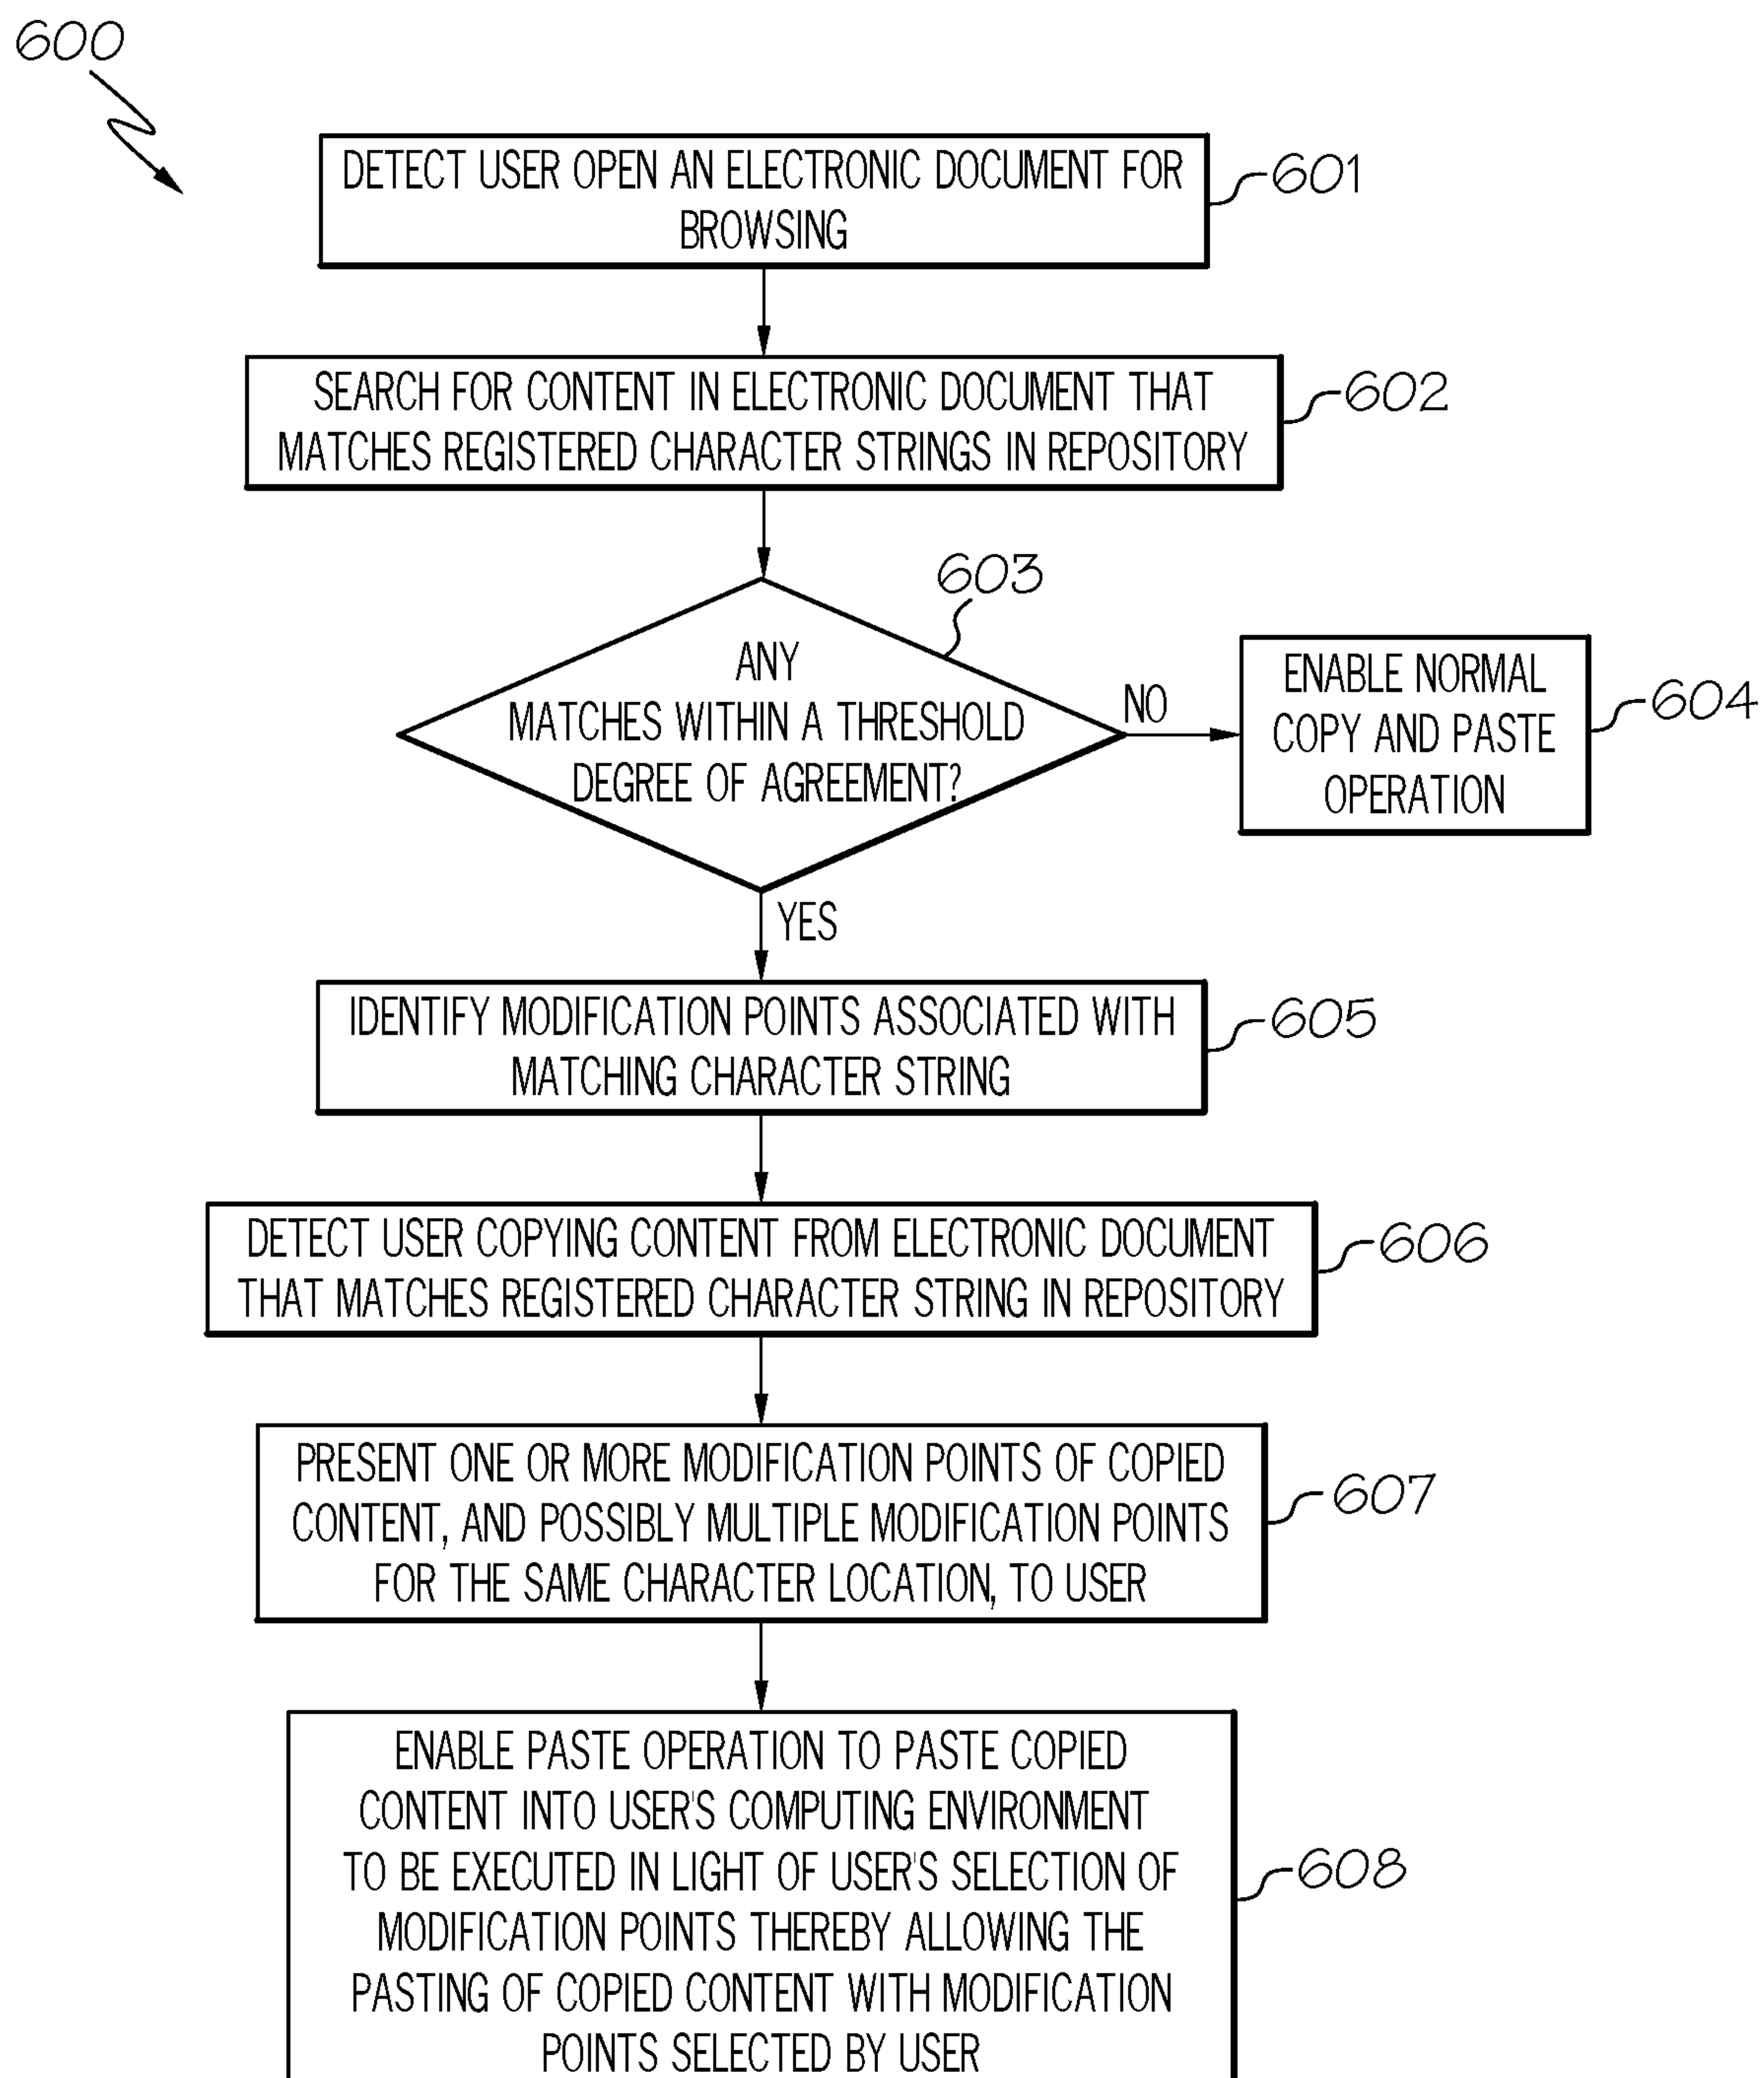 600
DETECT USER OPEN AN ELECTRONIC DOCUMENT FOR
BROWSING
601
SEARCH FOR CONTENT IN ELECTRONIC DOCUMENT THAT
MATCHES REGISTERED CHARACTER STRINGS IN REPOSITORY
602
603
ANY
MATCHES WITHIN A THRESHOLD
DEGREE OF AGREEMENT?
NO
ENABLE NORMAL
COPY AND PASTE
OPERATION
604
YES
IDENTIFY MODIFICATION POINTS ASSOCIATED WITH
MATCHING CHARACTER STRING
605
DETECT USER COPYING CONTENT FROM ELECTRONIC DOCUMENT
THAT MATCHES REGISTERED CHARACTER STRING IN REPOSITORY
606
PRESENT ONE OR MORE MODIFICATION POINTS OF COPIED
CONTENT, AND POSSIBLY MULTIPLE MODIFICATION POINTS
FOR THE SAME CHARACTER LOCATION, TO USER
607
ENABLE PASTE OPERATION TO PASTE COPIED
CONTENT INTO USER'S COMPUTING ENVIRONMENT
TO BE EXECUTED IN LIGHT OF USER'S SELECTION OF
MODIFICATION POINTS THEREBY ALLOWING THE
PASTING OF COPIED CONTENT WITH MODIFICATION
POINTS SELECTED BY USER
608